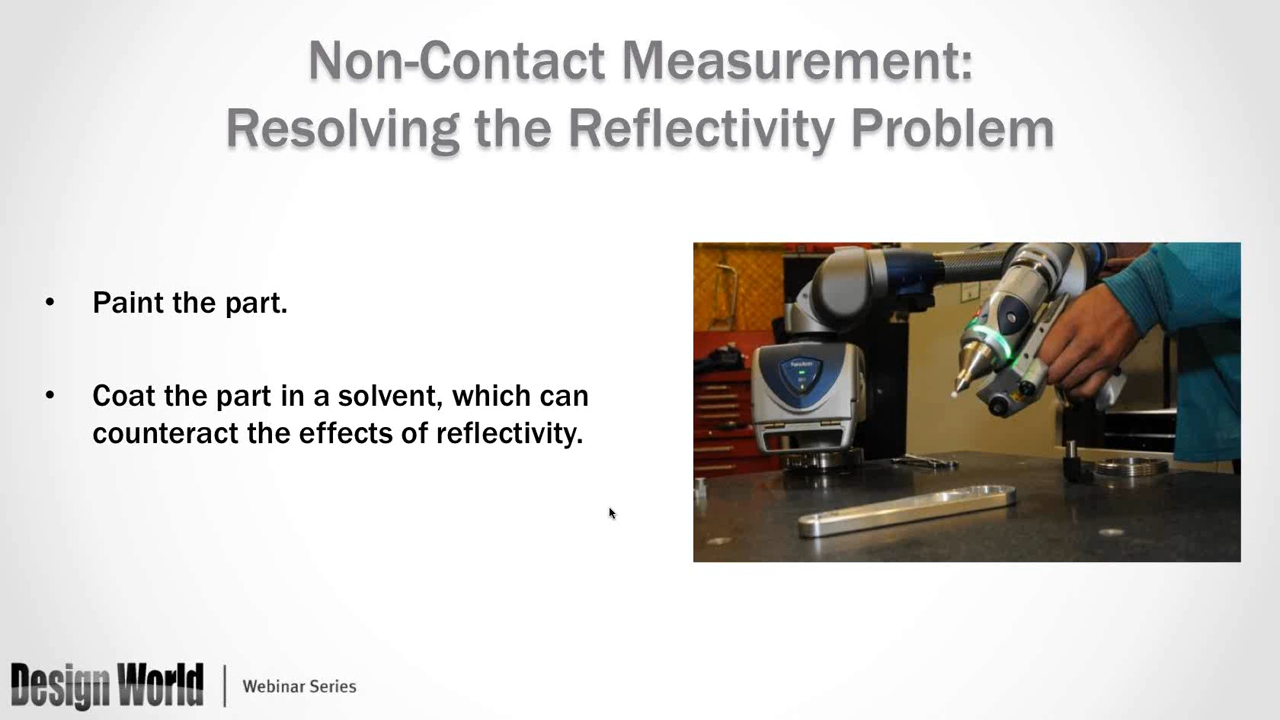 Non-Contact Measurement:
Resolving the Reflectivity Problem
• Paint the part.
• Coat the part in a solvent, which can
counteract the effects of reflectivity.
Design World
Webinar Series